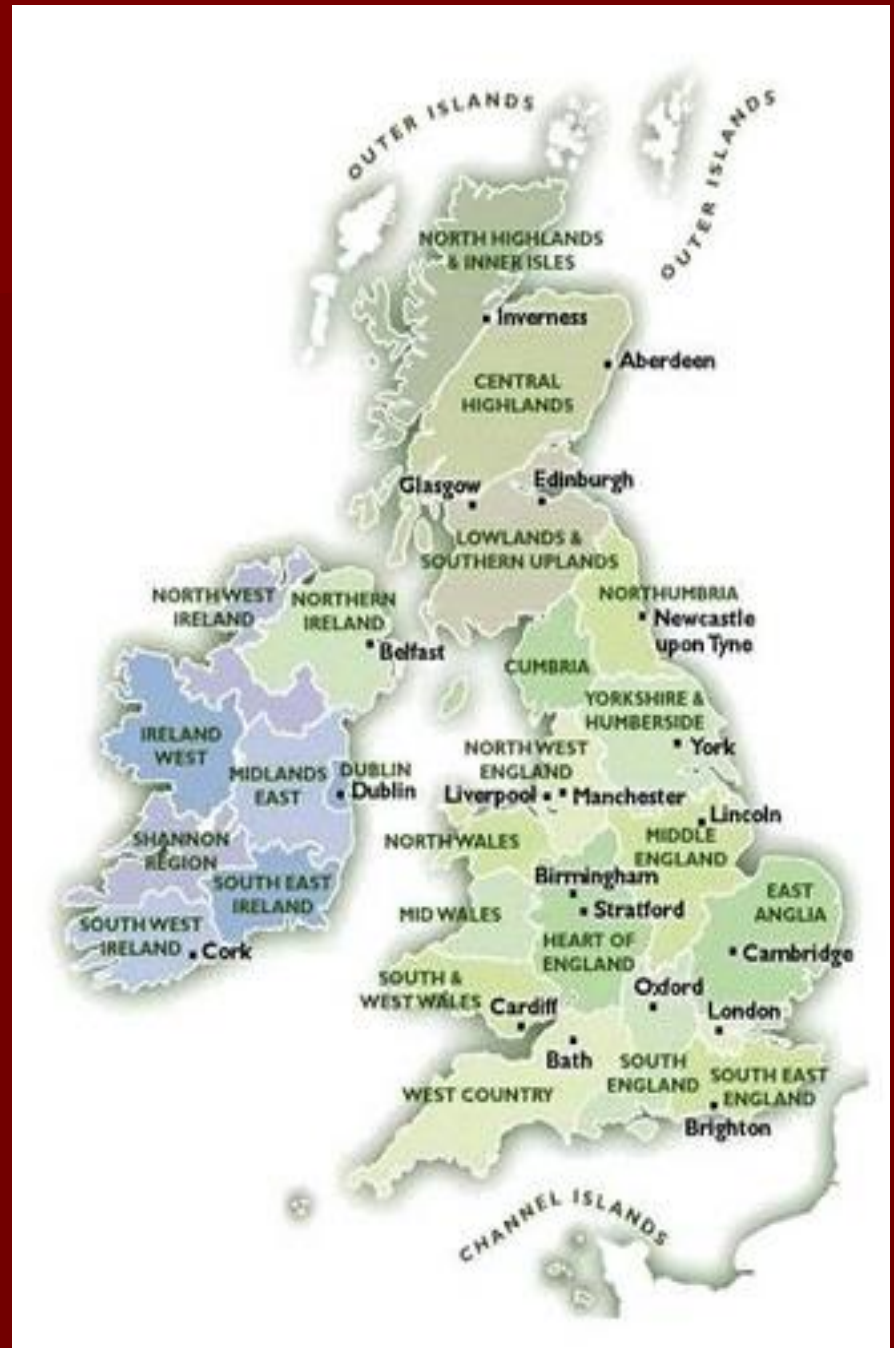 OUTER ISLANDS
OUTER ISLANDS
NORTH HIGHLANDS
& INNER ISLES
Inverness
Aberdeen
CENTRAL
HIGHLANDS
Glasgow
Edinburgh
LOWLANDS &
SOUTHERN UPLANDS
NORTHWEST
IRELAND
NORTHERN
IRELAND
Belfast
NORTHUMBRIA
Newcastle
upon Tyne
CUMBRIA
YORKSHIRE &
HUMBERSIDE
York
IRELAND
WEST
MIDLANDS
EAST
DUBLIN
Dublin
NORTH WEST
ENGLAND
Liverpool
Manchester
Lincoln
SHANNON
REGION
NORTH WALES
MIDDLE
ENGLAND
SOUTH EAST
IRELAND
Birmingham
Stratford
EAST
ANGLIA
MID WALES
SOUTH WEST
IRELAND
Cork
HEART OF
ENGLAND
Cambridge
SOUTH &
WEST WALES
Cardiff
Oxford
London
Bath
SOUTH
ENGLAND
SOUTH EAST
ENGLAND
WEST COUNTRY
Brighton
CHANNEL ISLANDS